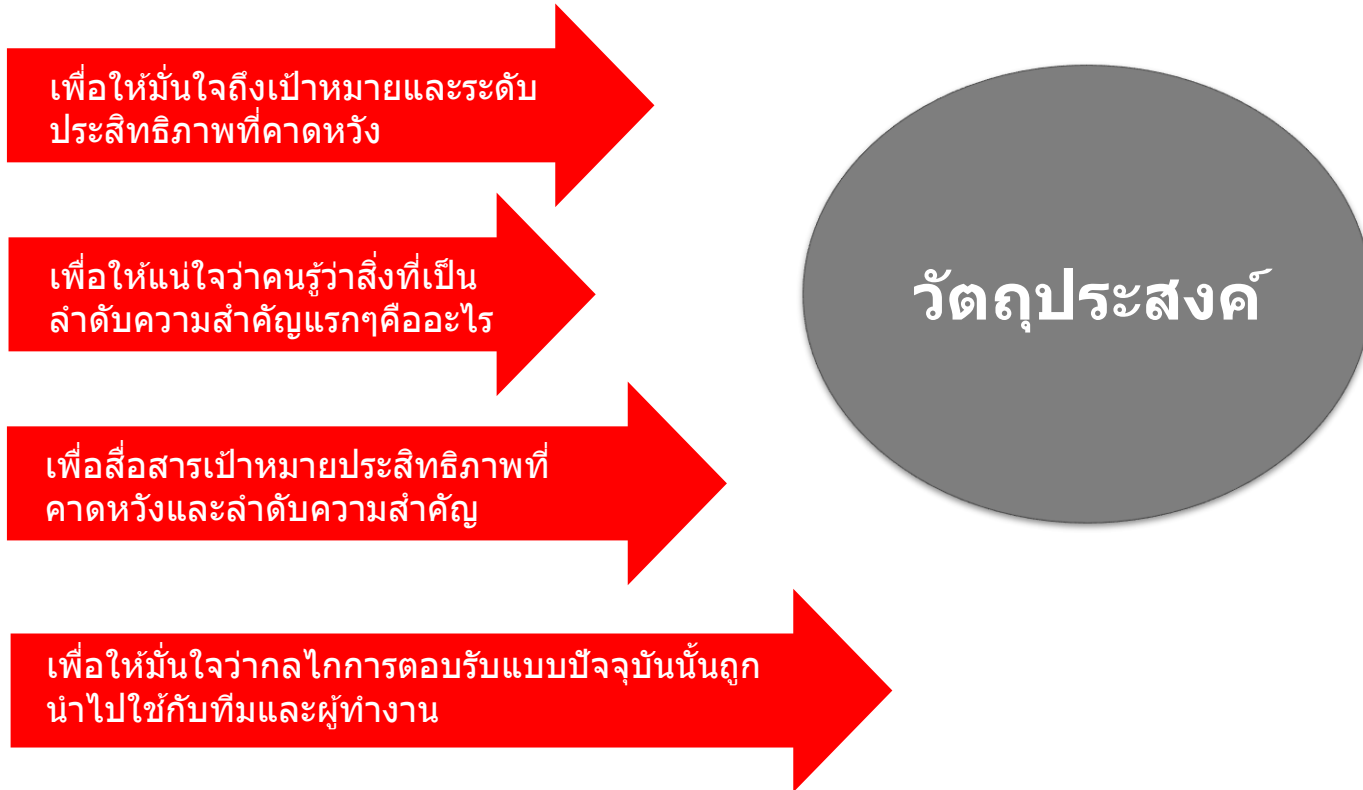 เพื่อให้มั่นใจถึงเป้าหมายและระดับ
ประสิทธิภาพที่คาดหวัง
เพื่อให้แน่ใจว่าคนรู้ว่าสิ่งที่เป็น
ลำดับความสำคัญแรกๆคืออะไร
วัตถุประสงค์
เพื่อสื่อสารเป้าหมายประสิทธิภาพที่
คาดหวังและลำดับความสำคัญ
เพื่อให้มั่นใจว่ากลไกการตอบรับแบบปัจจุบันนั้นถูก
นำไปใช้กับทีมและผู้ทำงาน